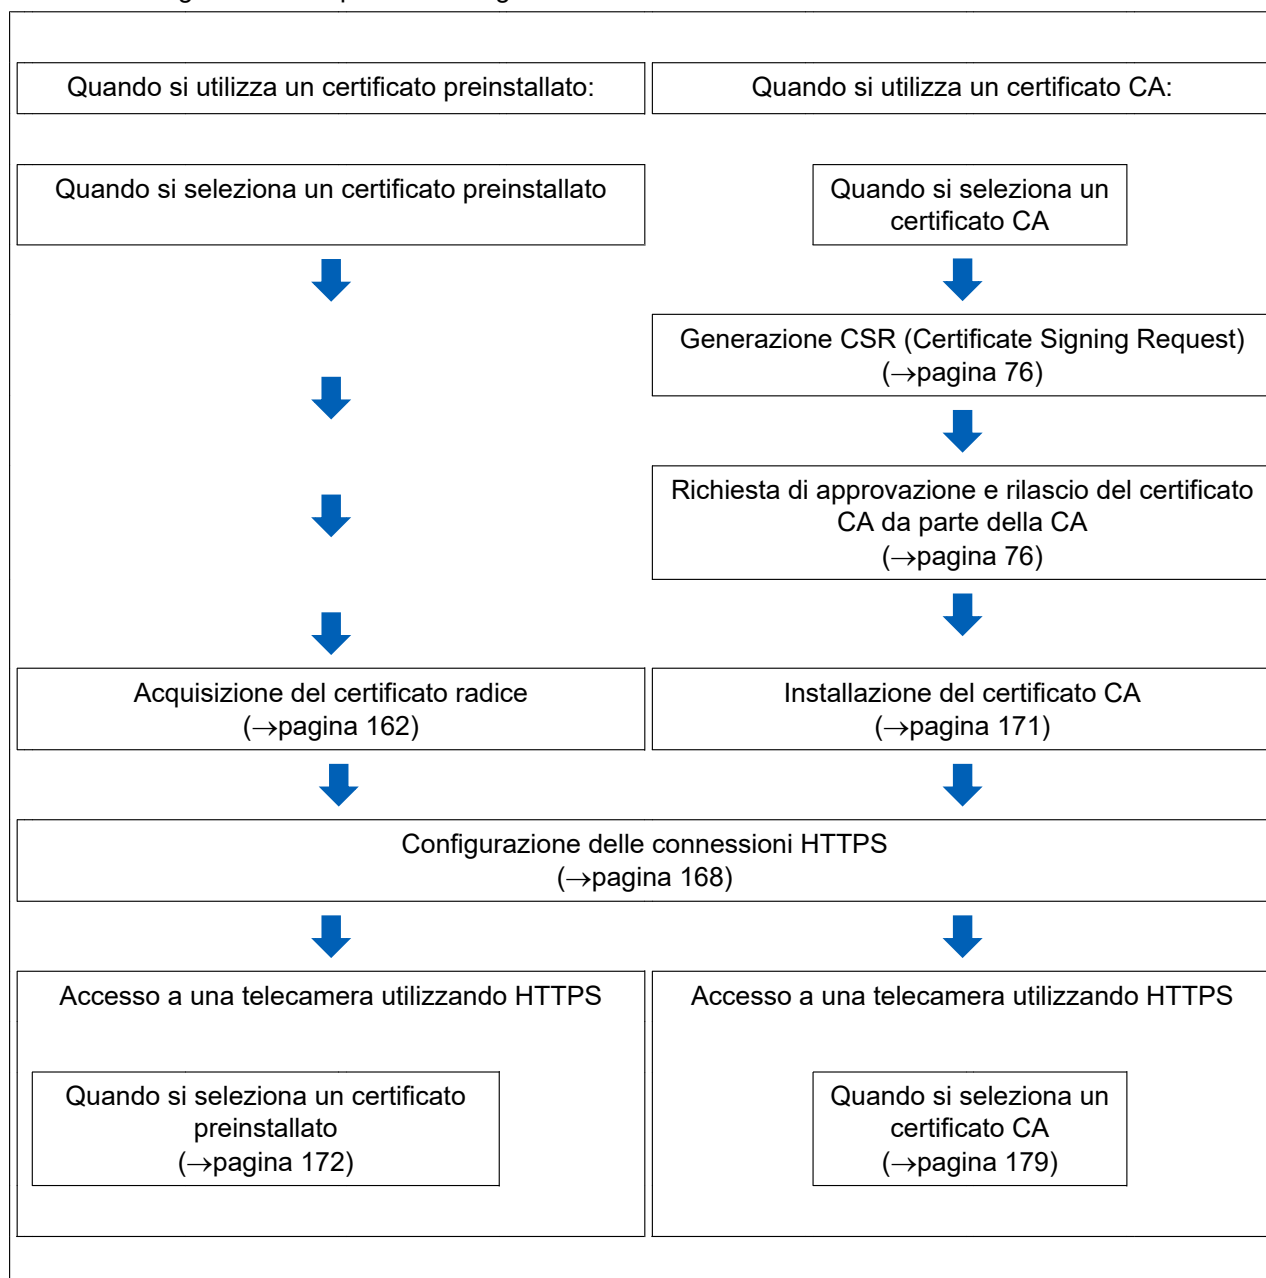 Quando si utilizza un certificato preinstallato:
Quando si utilizza un certificato CA:
Quando si seleziona un certificato preinstallato
Quando si seleziona un
certificato CA
Generazione CSR (Certificate Signing Request)
(→pagina 76)
Richiesta di approvazione e rilascio del certificato
CA da parte della CA
(→pagina 76)
Acquisizione del certificato radice
(→pagina 162)
Installazione del certificato CA
(→pagina 171)
Configurazione delle connessioni HTTPS
(→pagina 168)
Accesso a una telecamera utilizzando HTTPS
Quando si seleziona un certificato
preinstallato
(→pagina 172)
Accesso a una telecamera utilizzando HTTPS
Quando si seleziona un
certificato CA
(→pagina 179)